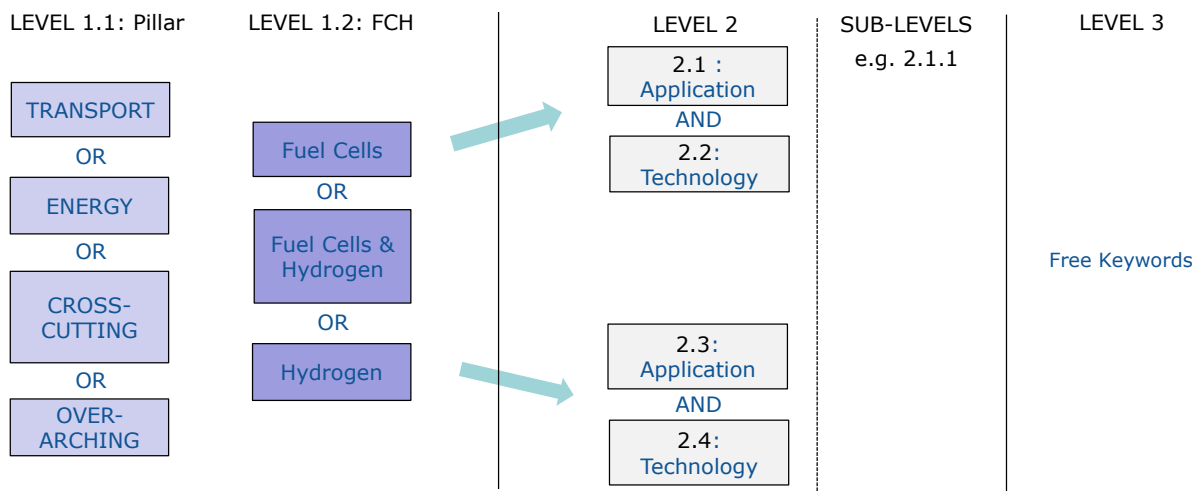 LEVEL 1.1: Pillar
TRANSPORT
OR
ENERGY
OR
CROSS-
CUTTING
OR
OVER-
ARCHING
LEVEL 1.2: FCH
Fuel Cells
OR
Fuel Cells &
Hydrogen
OR
Hydrogen
LEVEL 2
2.1 :
Application
AND
2.2:
Technology
2.3:
Application
AND
2.4:
Technology
SUB-LEVELS
e.g. 2.1.1
LEVEL 3
Free Keywords